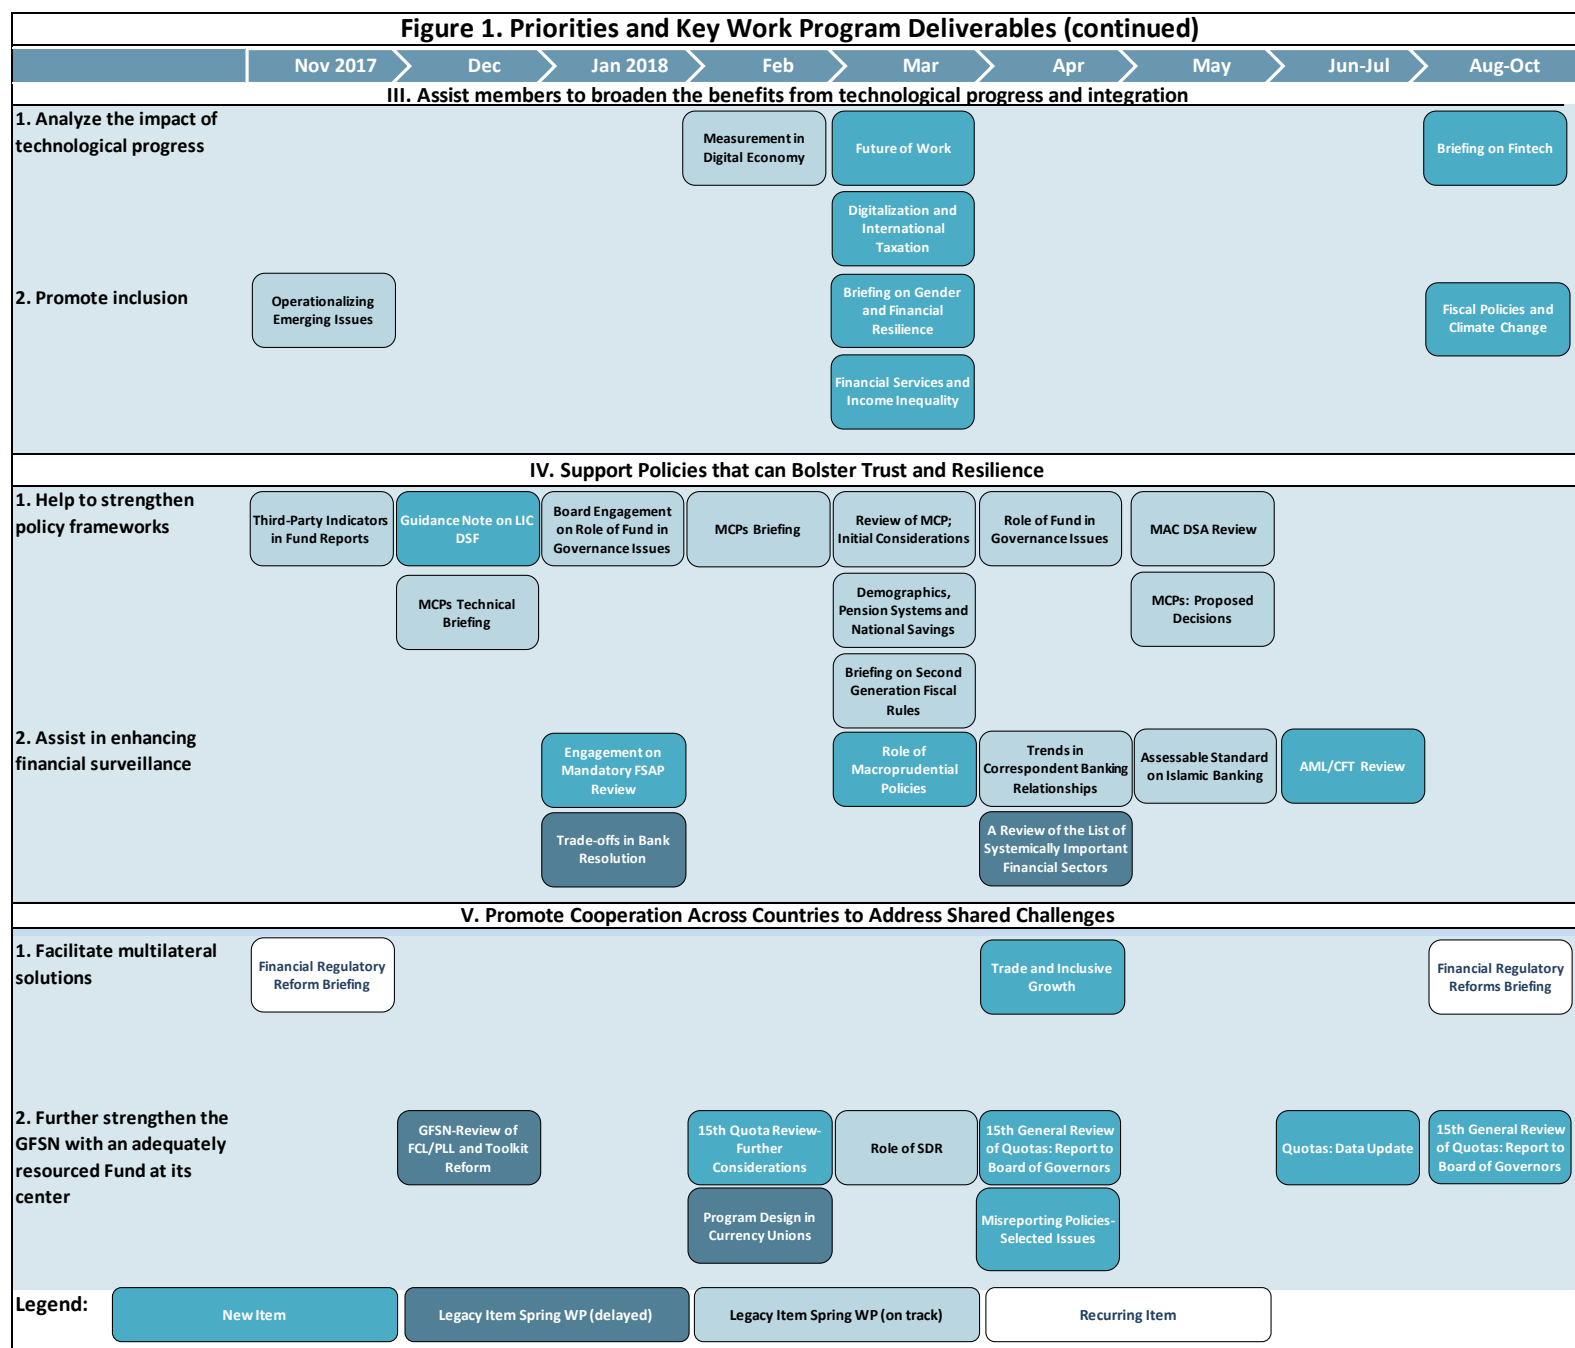 Figure 1. Priorities and Key Work Program Deliverables (continued)
Nov 2017
Dec
Jan 2018
Feb
Mar
Apr
May
Jun-Jul
Aug-Oct
III. Assist members to broaden the benefits from technological progress and integration
1. Analyze the impact of
technological progress
Measurement in
Digital Economy
Future of Work
Briefing on Fintech
Digitalization and
International
Taxation
2. Promote inclusion
Operationalizing
Emerging Issues
Briefing on Gender
and Financial
Resilience
Fiscal Policies and
Climate Change
Financial Services and
Income Inequality
IV. Support Policies that can Bolster Trust and Resilience
1. Help to strengthen
policy frameworks
Third-Party Indicators
in Fund Reports
Guidance Note on LIC
DSF
Board Engagement
on Role of Fund in
Governance Issues
MCPs Briefing
Review of MCP;
Initial Considerations
Role of Fund in
Governance Issues
MAC DSA Review
MCPs Technical
Briefing
Demographics,
Pension Systems and
National Savings
MCPs: Proposed
Decisions
Briefing on Second
Generation Fiscal
Rules
2. Assist in enhancing
financial surveillance
Engagement on
Mandatory FSAP
Review
Role of
Macroprudential
Policies
Trends in
Correspondent Banking
Relationships
Assessable Standard
on Islamic Banking
AML/CFT Review
Trade-offs in Bank
Resolution
A Review of the List of
Systemically Important
Financial Sectors
V. Promote Cooperation Across Countries to Address Shared Challenges
1. Facilitate multilateral
solutions
Financial Regulatory
Reform Briefing
Trade and Inclusive
Growth
Financial Regulatory
Reforms Briefing
2. Further strengthen the
GFSN with an adequately
resourced Fund at its
center
GFSN-Review of
FCL/PLL and Toolkit
Reform
15th Quota Review-
Further
Considerations
Role of SDR
15th General Review
of Quotas: Report to
Board of Governors
Quotas: Data Update
15th General Review
of Quotas: Report to
Board of Governors
Program Design in
Currency Unions
Misreporting Policies-
Selected Issues
Legend:
New Item
Legacy Item Spring WP (delayed)
Legacy Item Spring WP (on track)
Recurring Item